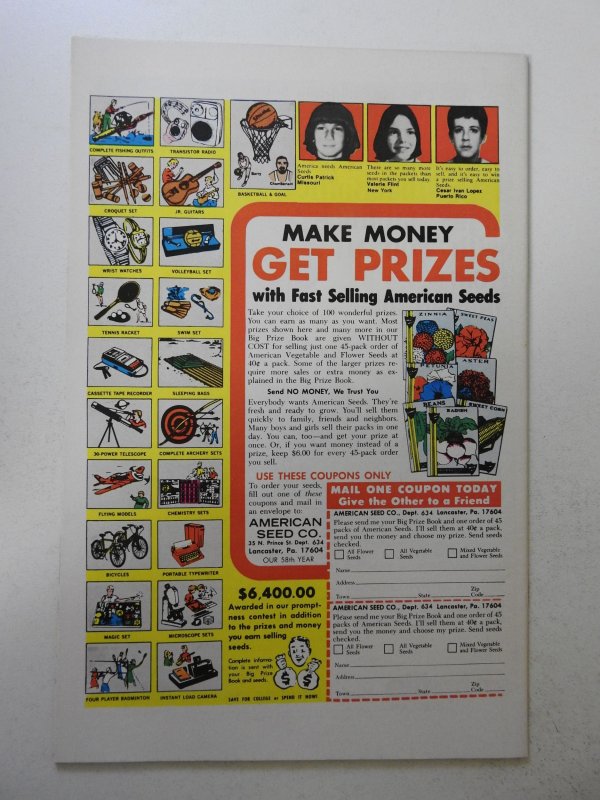 COMPLETE FISHING OUTFITS
TRANSISTOR RADIO
CROQUET SET
JR. GUITARS
WRIST WATCHES
VOLLEYBALL SET
TENNIS RACKET
SWIM SET
CASSETTE TAPE RECORDER
SLEEPING BAGS
30-POWER TELESCOPE
COMPLETE ARCHERY SETS
FLYING MODELS
CHEMISTRY SETS
BICYCLES
PORTABLE TYPEWRITER
MAGIC SET
MICROSCOPE SETS
FOUR PLAYER BADMINTON
INSTANT LOAD CAMERA
Barry
Chamberlain
BASKETBALL & GOAL
America needs American
Seeds
Curtis Patrick
Missouri
There are so many more
seeds in the packets than
most packets you sell today.
Valerie Flint
New York
It's easy to order, easy to
sell, and it's easy to win
a prize selling American
Seeds.
Cesar Ivan Lopez
Puerto Rico
MAKE MONEY
GET PRIZES
with Fast Selling American Seeds
Take your choice of 100 wonderful prizes.
You can earn as many as you want. Most
prizes shown here and many more in our
Big Prize Book are given WITHOUT
COST for selling just one 45-pack order of
American Vegetable and Flower Seeds at
40¢ a pack. Some of the larger prizes re-
quire more sales or extra money as ex-
plained in the Big Prize Book.
Send NO MONEY, We Trust You
Everybody wants American Seeds. They're
fresh and ready to grow. You'll sell them
quickly to family, friends and neighbors.
Many boys and girls sell their packs in one
day. You can, too—and get your prize at
once. Or, if you want money instead of a
prize, keep $6.00 for every 45-pack order
you sell.
ZINNIA
SWEET PEAS
PETUNIA
ASTER
BEANS
RADISH
SWEET CORN
USE THESE COUPONS ONLY
To order your seeds,
fill out one of these
coupons and mail in
an envelope to:
AMERICAN
SEED CO.
35 N. Prince St. Dept. 634
Lancaster, Pa. 17604
OUR 58th YEAR
$6,400.00
Awarded in our prompt-
ness contest in addition
to the prizes and money
you earn selling
seeds.
Complete informa-
tion is sent with
your Big Prize
Book and seeds.
$ $
SAVE FOR COLLEGE or SPEND IT NOW!
MAIL ONE COUPON TODAY
Give the Other to a Friend
AMERICAN SEED CO., Dept. 634 Lancaster, Pa. 17604
Please send me your Big Prize Book and one order of 45
packs of American Seeds. I'll sell them at 40¢ a pack,
send you the money and choose my prize. Send seeds
checked.
All Flower
Seeds
All Vegetable
Seeds
Mixed Vegetable
and Flower Seeds
Name
Address
Town State Zip Code
AMERICAN SEED CO., Dept. 634 Lancaster, Pa. 17604
Please send me your Big Prize Book and one order of 45
packs of American Seeds. I'll sell them at 40¢ a pack,
send you the money and choose my prize. Send seeds
checked.
All Flower
Seeds
All Vegetable
Seeds
Mixed Vegetable
and Flower Seeds
Name
Address
Town State Zip Code